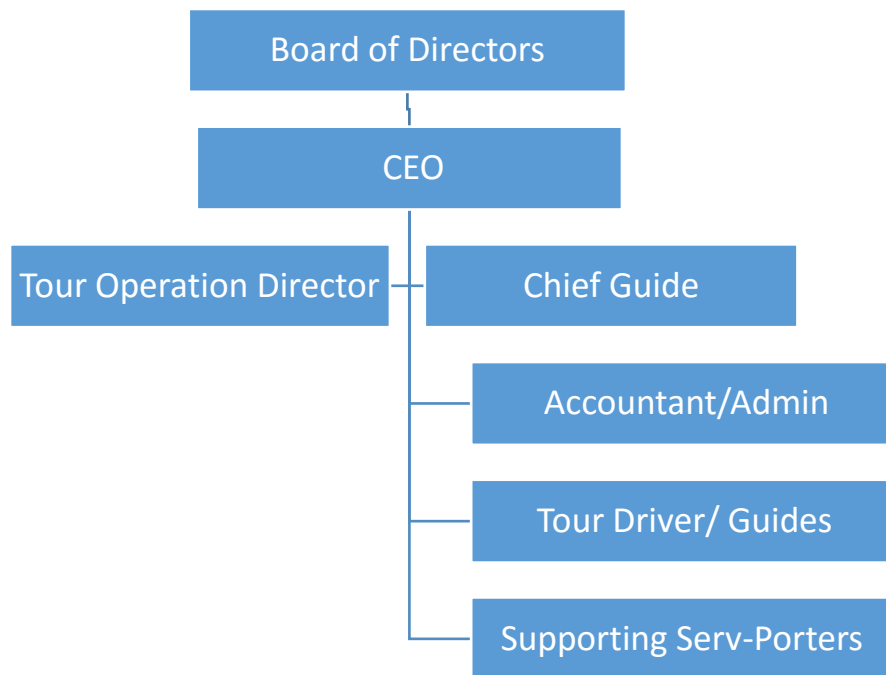 Board of Directors
CEO
Tour Operation Director
Chief Guide
Accountant/Admin
Tour Driver/ Guides
Supporting Serv-Porters